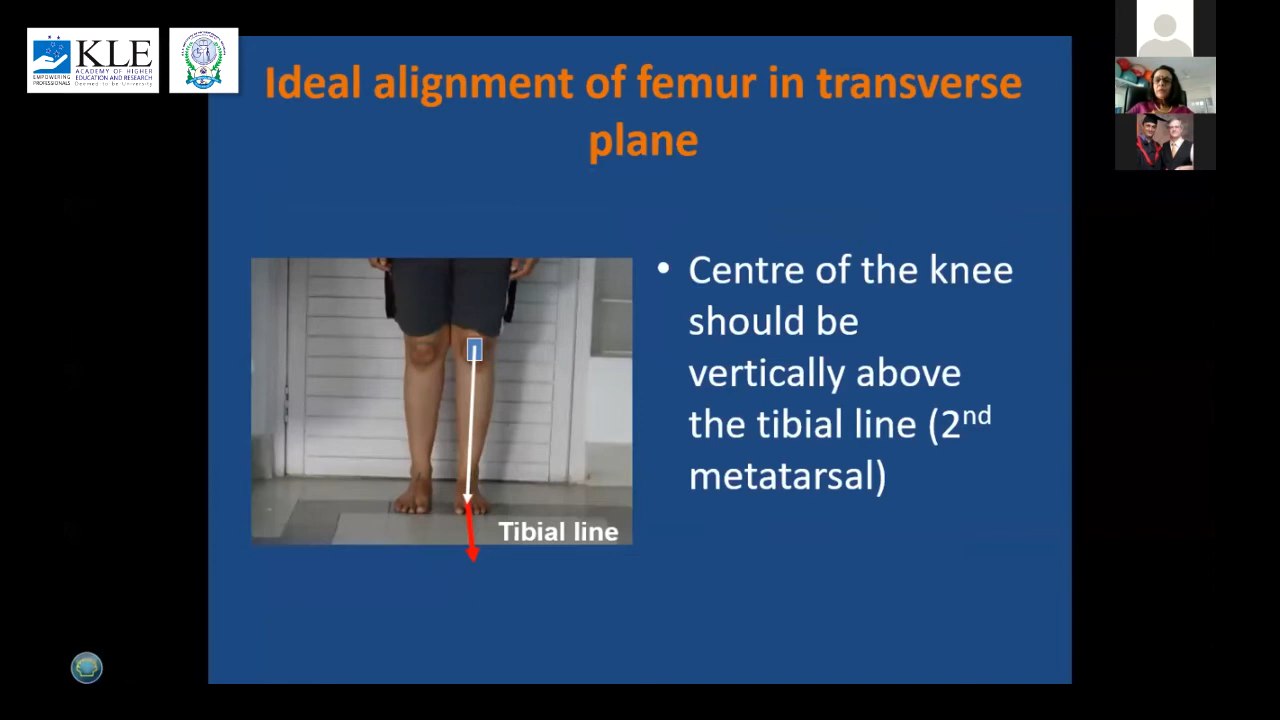 KLE
ACADEMY OF HIGHER
EDUCATION AND RESEARCH
Deemed-to-be-University
EMPOWERING
PROFESSIONALS
Ideal alignment of femur in transverse
plane
• Centre of the knee
should be
vertically above
the tibial line (2nd
metatarsal)
Tibial line